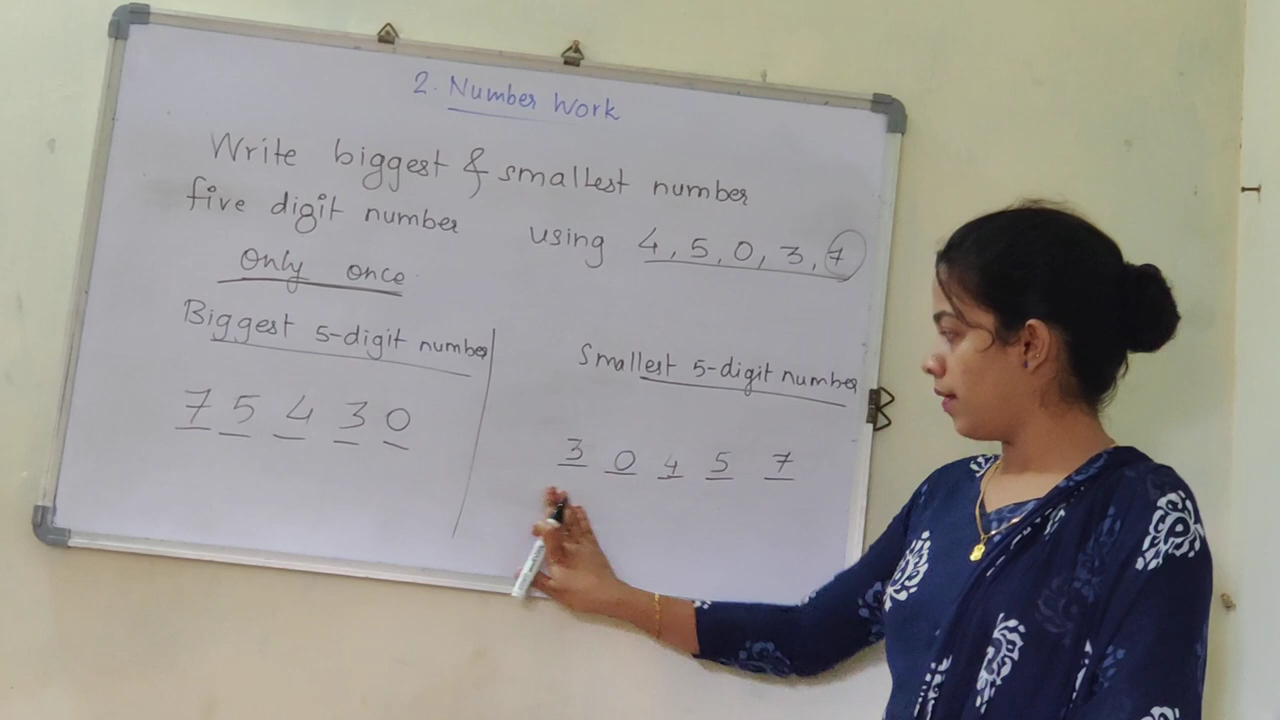 2. Number Work
Write biggest & smallest number
five digit number using 4, 5, 0, 3, 7
Only once
Biggest 5-digit number
7 5 4 3 0
Smallest 5-digit number
3 0 4 5 7